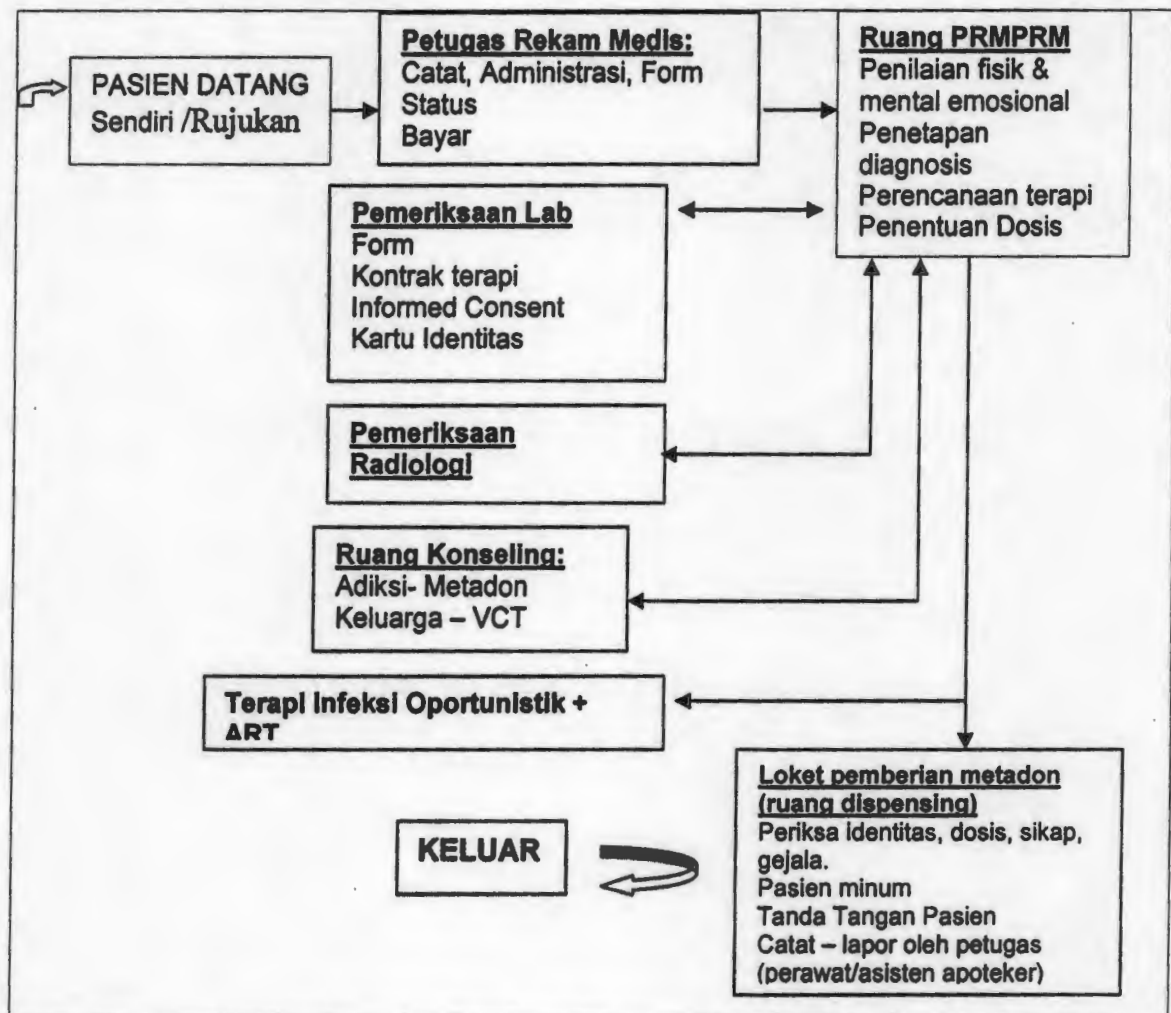 PASIEN DATANG
Sendiri /Rujukan
Petugas Rekam Medis:
Catat, Administrasi, Form
Status
Bayar
Ruang PRMPRM
Penilaian fisik &
mental emosional
Penetapan
diagnosis
Perencanaan terapi
Penentuan Dosis
Pemeriksaan Lab
Form
Kontrak terapi
Informed Consent
Kartu Identitas
Pemeriksaan
Radiologi
Ruang Konseling:
Adiksi- Metadon
Keluarga – VCT
Terapi Infeksi Oportunistik +
ART
Loket pemberian metadon
(ruang dispensing)
Periksa identitas, dosis, sikap,
gejala.
Pasien minum
Tanda Tangan Pasien
Catat – lapor oleh petugas
(perawat/asisten apoteker)
KELUAR